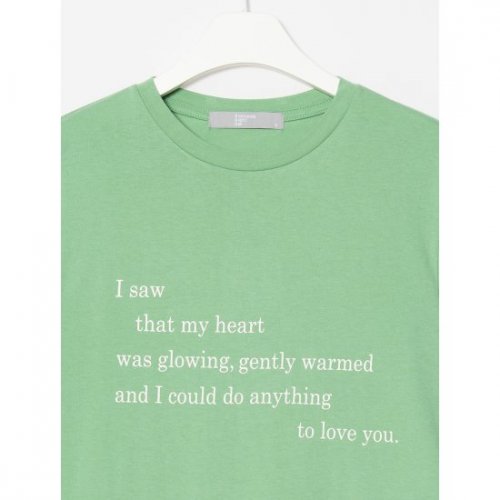 I saw
that my heart
was glowing, gently warmed
and I could do anything
to love you.